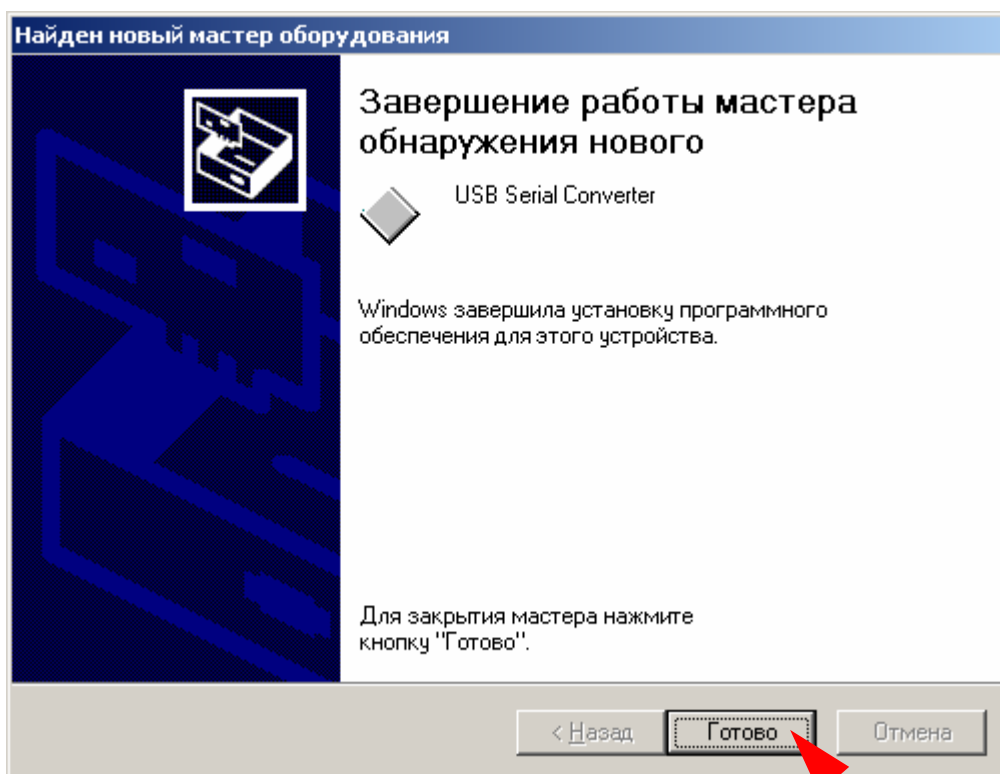 Найден новый мастер оборудования
Завершение работы мастера
обнаружения нового
USB Serial Converter
Windows завершила установку программного
обеспечения для этого устройства.
Для закрытия мастера нажмите
кнопку "Готово".
< Назад Готово Отмена